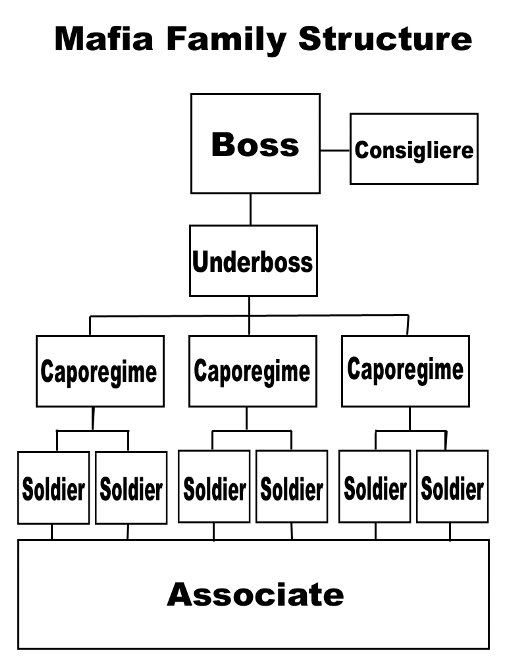 Mafia Family Structure
Boss
Consigliere
Underboss
Caporegime
Caporegime
Caporegime
Soldier
Soldier
Soldier
Soldier
Soldier
Soldier
Associate